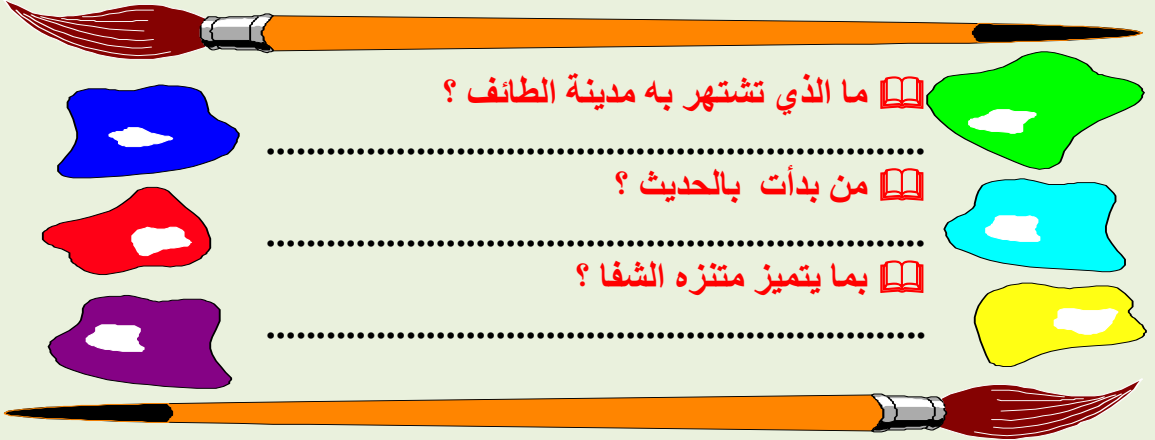 🕮 ما الذي تشتهر به مدينة الطائف ؟
..................................................................
🕮 من بدأت بالحديث ؟
..................................................................
🕮 بما يتميز متنزه الشفا ؟
..................................................................